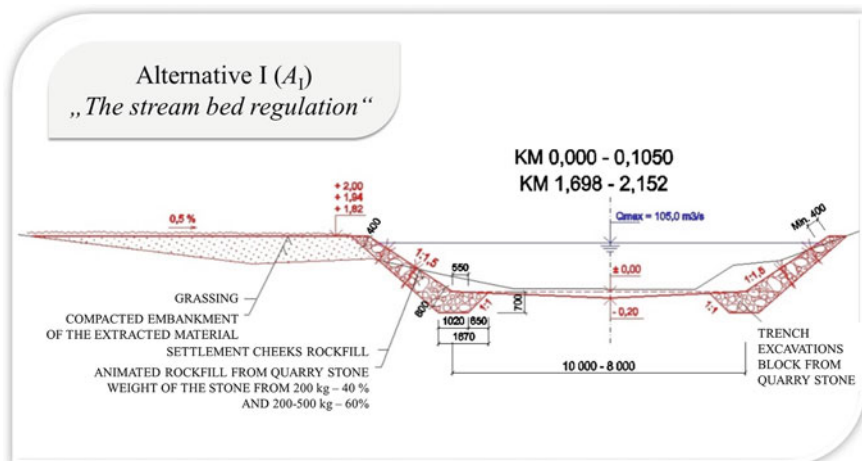 Alternative I (A_I)
„The stream bed regulation“
KM 0,000 - 0,1050
KM 1,698 - 2,152
+ 2,00
+ 1,94
+ 1,82
0,5 %
Qmax = 105,0 m3/s
Min. 400
400
1:1,5
550
± 0,00
1:1,5
800
1:1
700
1:1
- 0,20
1020
650
1670
10 000 - 8 000
GRASSING
COMPACTED EMBANKMENT
OF THE EXTRACTED MATERIAL
SETTLEMENT CHEEKS ROCKFILL
ANIMATED ROCKFILL FROM QUARRY STONE
WEIGHT OF THE STONE FROM 200 kg – 40 %
AND 200-500 kg – 60%
TRENCH
EXCAVATIONS
BLOCK FROM
QUARRY STONE